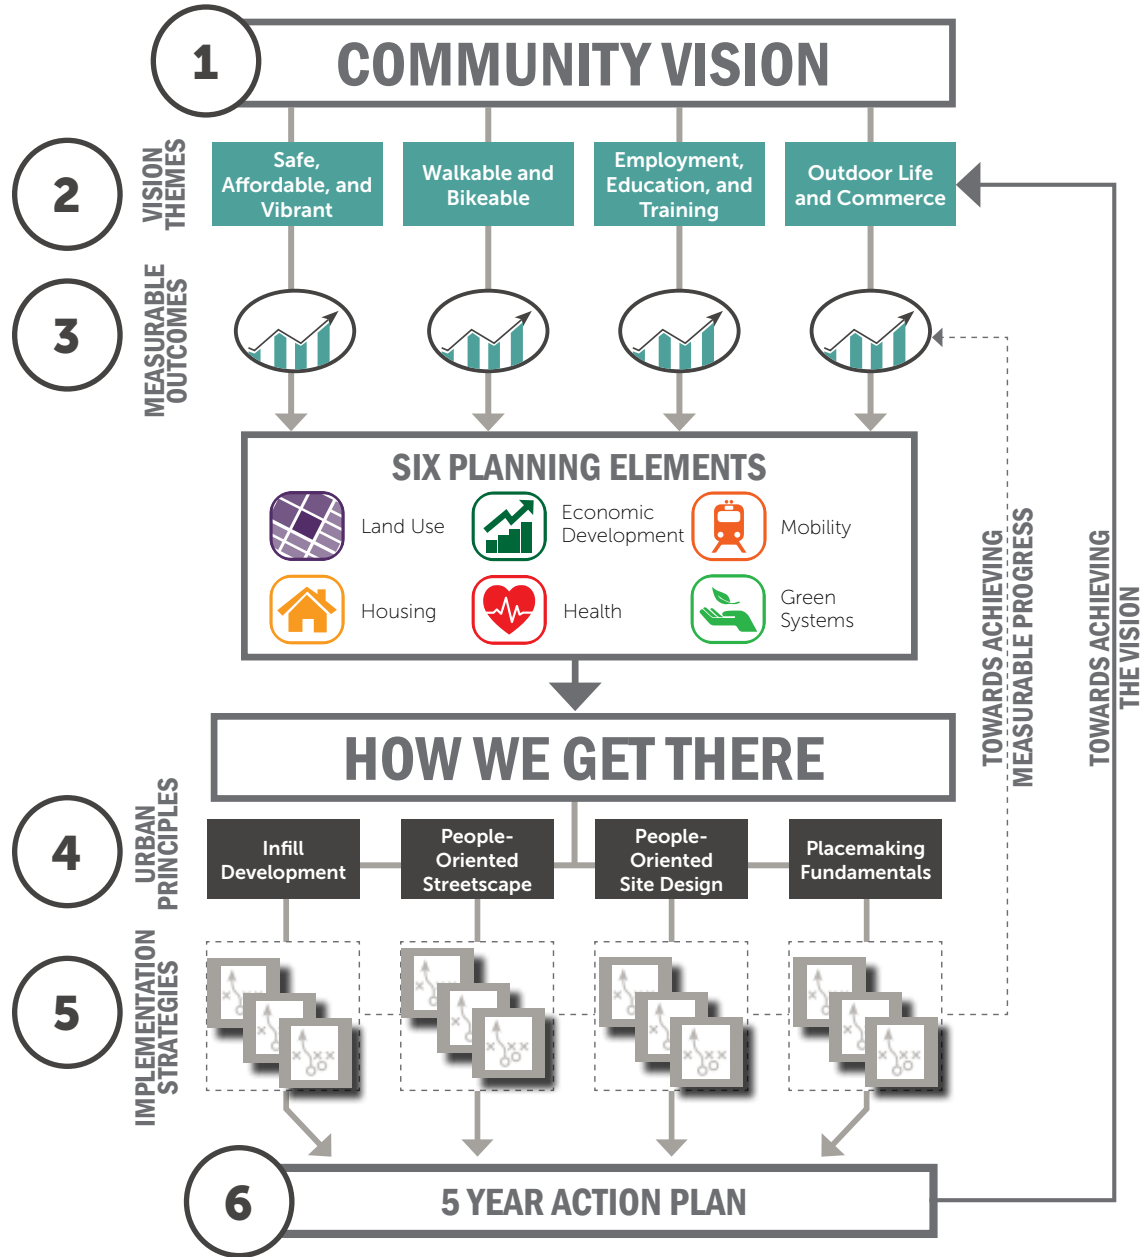 1
COMMUNITY VISION
2
VISION
THEMES
Safe,
Affordable, and
Vibrant
Walkable and
Bikeable
Employment,
Education, and
Training
Outdoor Life
and Commerce
3
MEASURABLE
OUTCOMES
SIX PLANNING ELEMENTS
Land Use
Economic
Development
Mobility
Housing
Health
Green
Systems
TOWARDS ACHIEVING
MEASURABLE PROGRESS
TOWARDS ACHIEVING
THE VISION
HOW WE GET THERE
4
URBAN
PRINCIPLES
Infill
Development
People-
Oriented
Streetscape
People-
Oriented
Site Design
Placemaking
Fundamentals
5
IMPLEMENTATION
STRATEGIES
6
5 YEAR ACTION PLAN